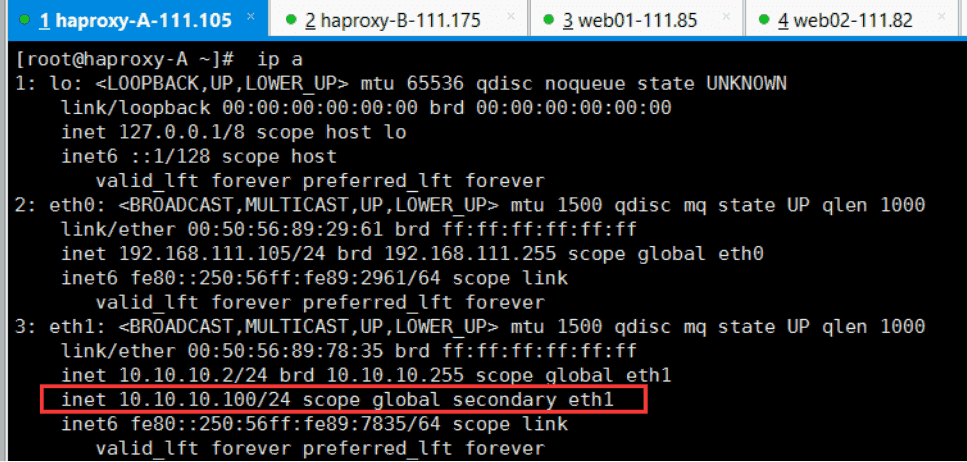 1 haproxy-A-111.105 × 2 haproxy-B-111.175 × 3 web01-111.85 × 4 web02-111.82 ×
[root@haproxy-A ~]#  ip a
1: lo: <LOOPBACK,UP,LOWER_UP> mtu 65536 qdisc noqueue state UNKNOWN
    link/loopback 00:00:00:00:00:00 brd 00:00:00:00:00:00
    inet 127.0.0.1/8 scope host lo
    inet6 ::1/128 scope host
       valid_lft forever preferred_lft forever
2: eth0: <BROADCAST,MULTICAST,UP,LOWER_UP> mtu 1500 qdisc mq state UP qlen 1000
    link/ether 00:50:56:89:29:61 brd ff:ff:ff:ff:ff:ff
    inet 192.168.111.105/24 brd 192.168.111.255 scope global eth0
    inet6 fe80::250:56ff:fe89:2961/64 scope link
       valid_lft forever preferred_lft forever
3: eth1: <BROADCAST,MULTICAST,UP,LOWER_UP> mtu 1500 qdisc mq state UP qlen 1000
    link/ether 00:50:56:89:78:35 brd ff:ff:ff:ff:ff:ff
    inet 10.10.10.2/24 brd 10.10.10.255 scope global eth1
    inet 10.10.10.100/24 scope global secondary eth1
    inet6 fe80::250:56ff:fe89:7835/64 scope link
       valid_lft forever preferred_lft forever